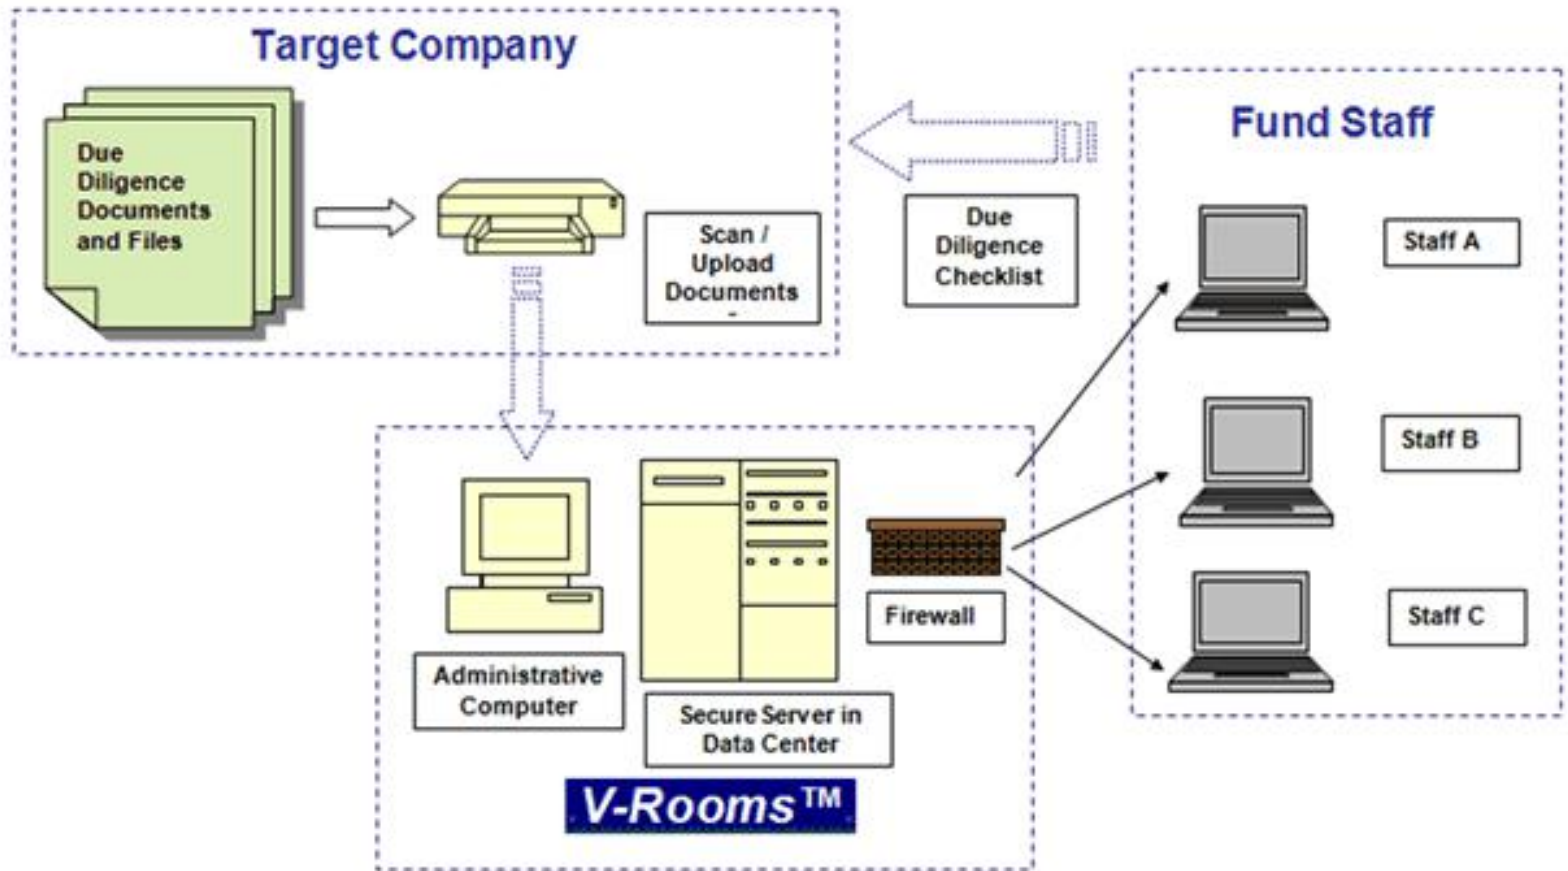 Target Company
Due
Diligence
Documents
and Files
Scan /
Upload
Documents
-
Due
Diligence
Checklist
Fund Staff
Staff A
Staff B
Staff C
Administrative
Computer
Secure Server in
Data Center
Firewall
V-Rooms™